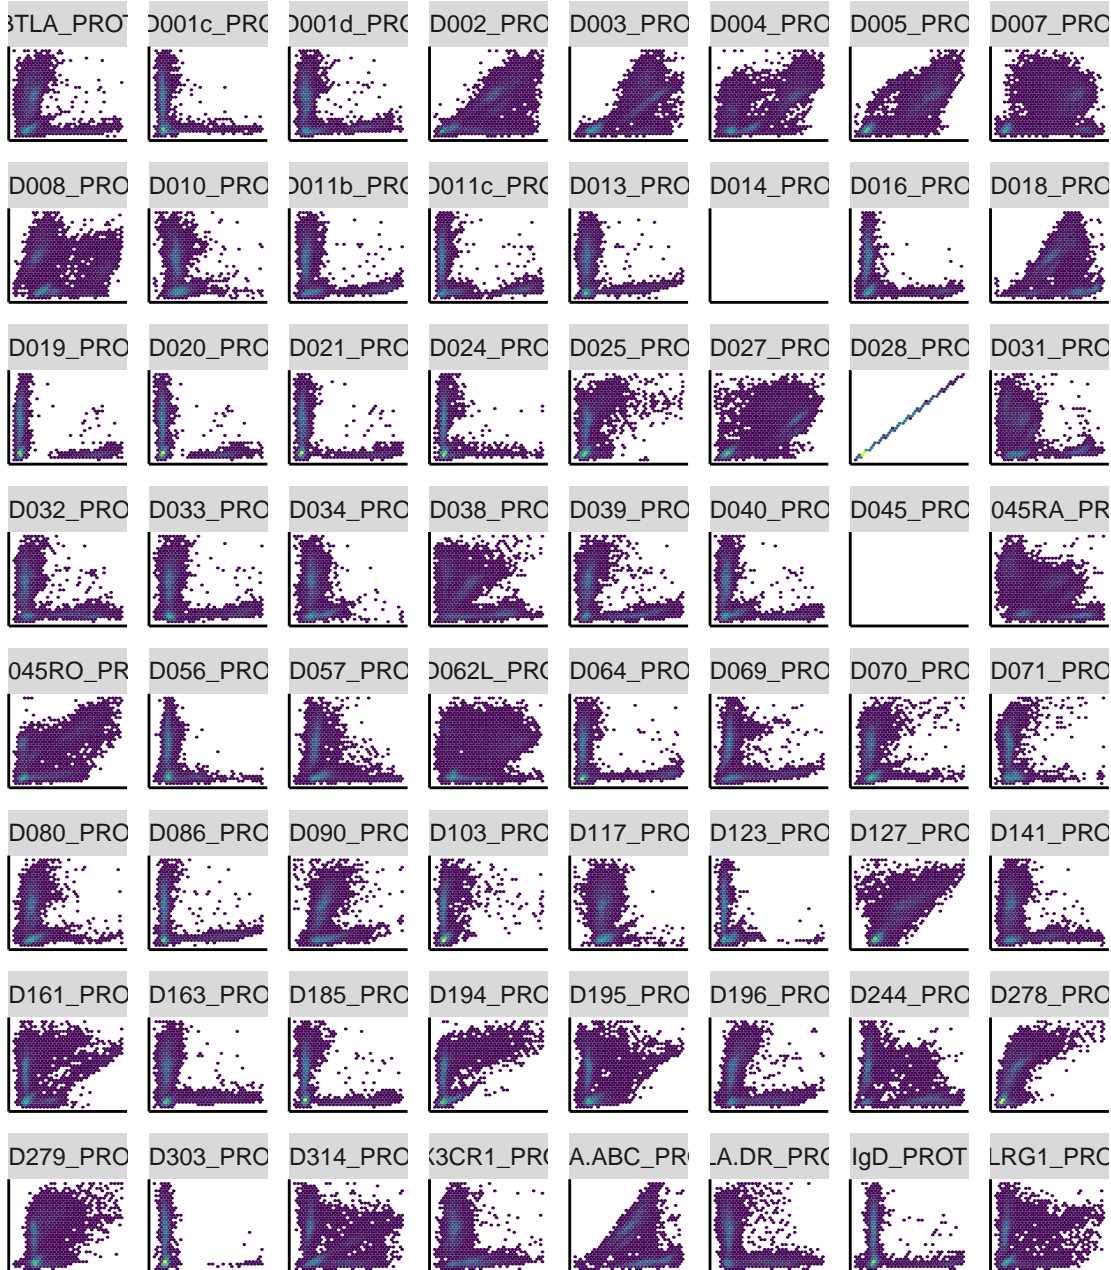 BTLA_PROT D001c_PRO D001d_PRO D002_PRO D003_PRO D004_PRO D005_PRO D007_PRO
D008_PRO D010_PRO D011b_PRO D011c_PRO D013_PRO D014_PRO D016_PRO D018_PRO
D019_PRO D020_PRO D021_PRO D024_PRO D025_PRO D027_PRO D028_PRO D031_PRO
D032_PRO D033_PRO D034_PRO D038_PRO D039_PRO D040_PRO D045_PRO 045RA_PR
045RO_PR D056_PRO D057_PRO D062L_PRO D064_PRO D069_PRO D070_PRO D071_PRO
D080_PRO D086_PRO D090_PRO D103_PRO D117_PRO D123_PRO D127_PRO D141_PRO
D161_PRO D163_PRO D185_PRO D194_PRO D195_PRO D196_PRO D244_PRO D278_PRO
D279_PRO D303_PRO D314_PRO X3CR1_PRO A.ABC_PRO LA.DR_PRO IgD_PROT LRG1_PRO